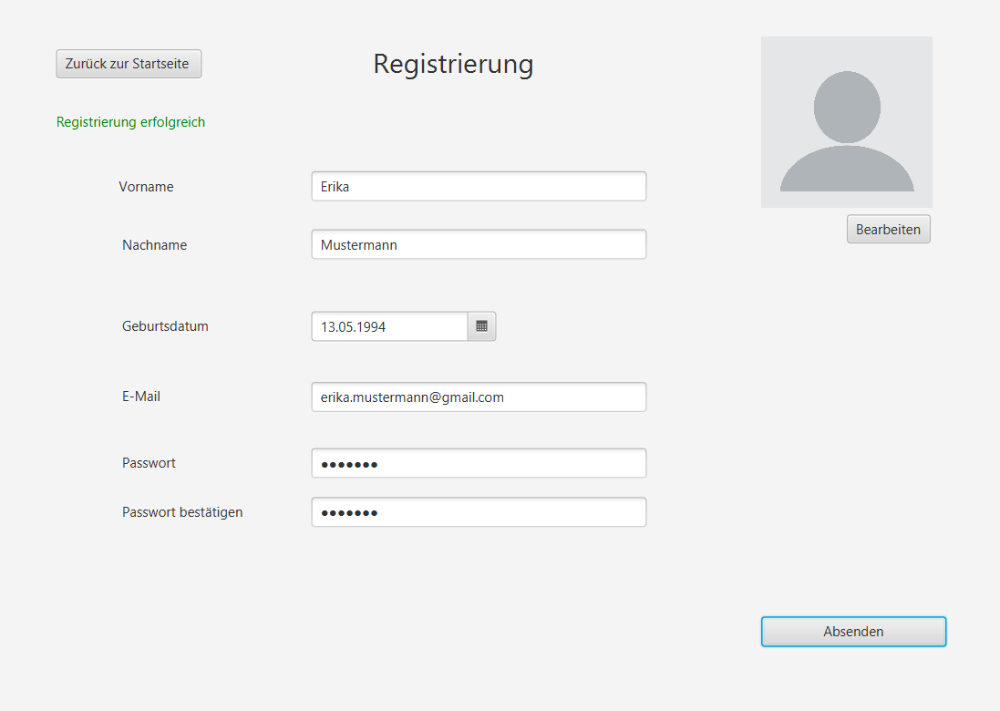 Zurück zur Startseite
Registrierung
Registrierung erfolgreich
Vorname
Erika
Bearbeiten
Nachname
Mustermann
Geburtsdatum
13.05.1994
E-Mail
erika.mustermann@gmail.com
Passwort
●●●●●●●
Passwort bestätigen
●●●●●●●
Absenden